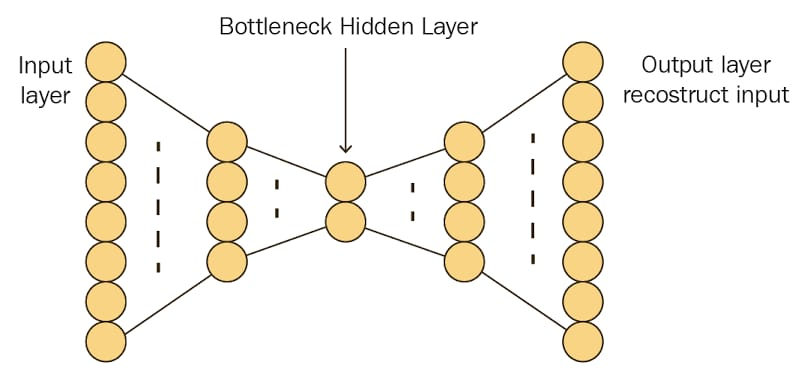 Bottleneck Hidden Layer
Input
layer
Output layer
recostruct input